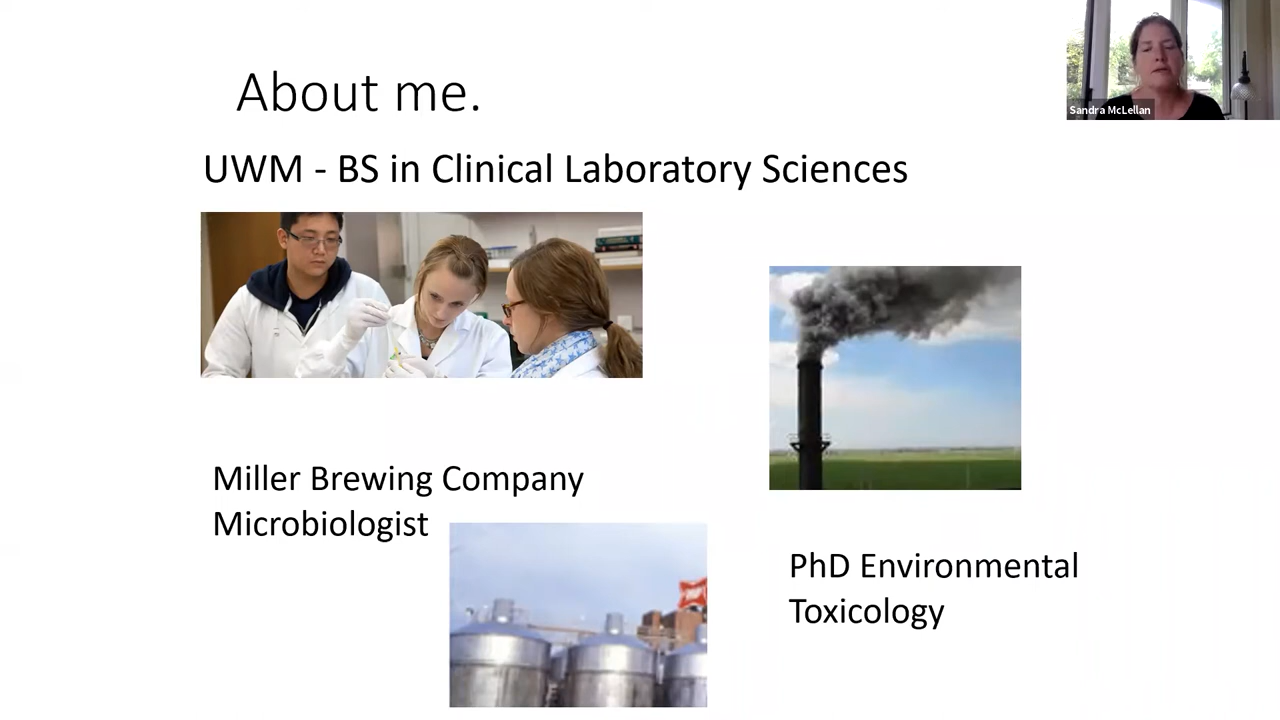 About me.
Sandra McLellan
UWM - BS in Clinical Laboratory Sciences
Miller Brewing Company
Microbiologist
PhD Environmental
Toxicology